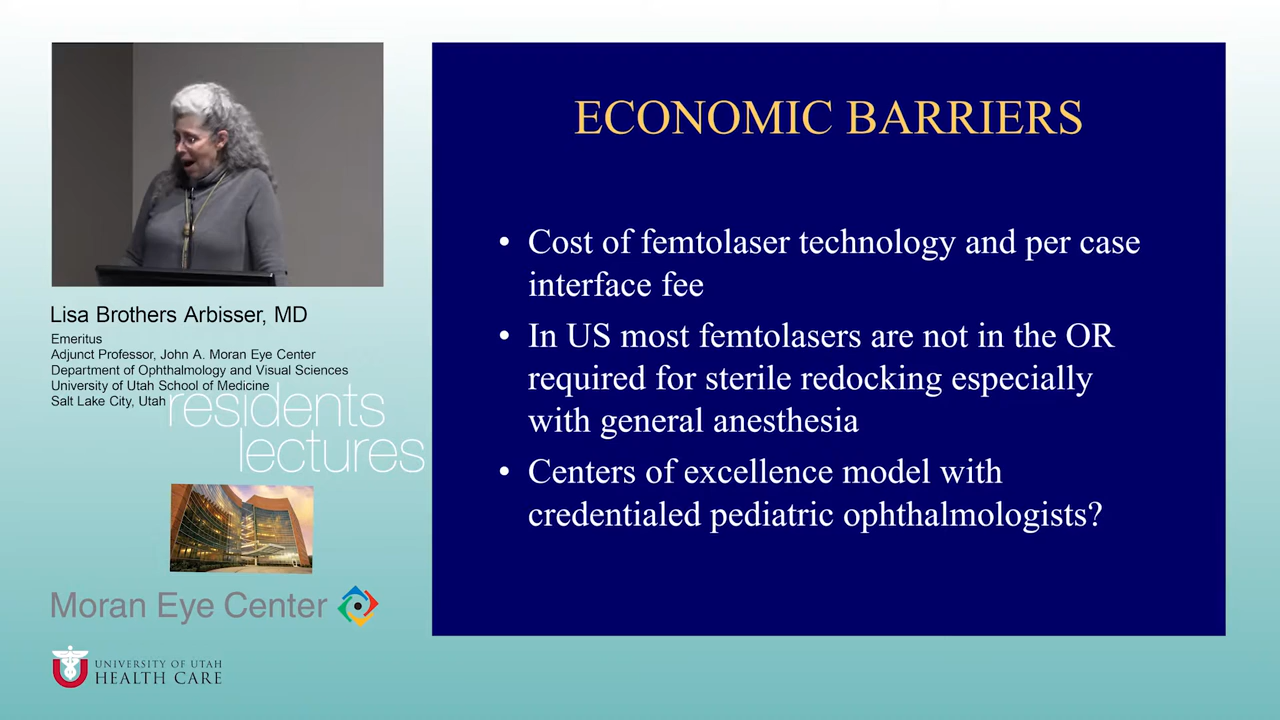 ECONOMIC BARRIERS
• Cost of femtolaser technology and per case
interface fee
• In US most femtolasers are not in the OR
required for sterile redocking especially
with general anesthesia
• Centers of excellence model with
credentialed pediatric ophthalmologists?
Lisa Brothers Arbisser, MD
Emeritus
Adjunct Professor, John A. Moran Eye Center
Department of Ophthalmology and Visual Sciences
University of Utah School of Medicine
Salt Lake City, Utah
residents
lectures
Moran Eye Center
UNIVERSITY OF UTAH
HEALTH CARE